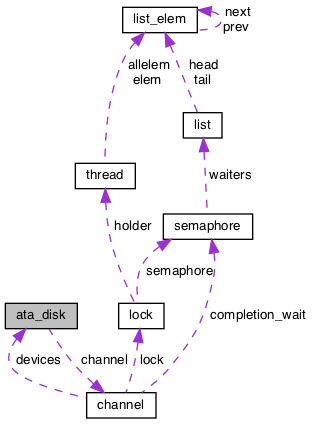 list_elem
next
prev
allelem
elem
head
tail
list
thread
waiters
holder
semaphore
semaphore
ata_disk
lock
completion_wait
devices
channel
lock
channel